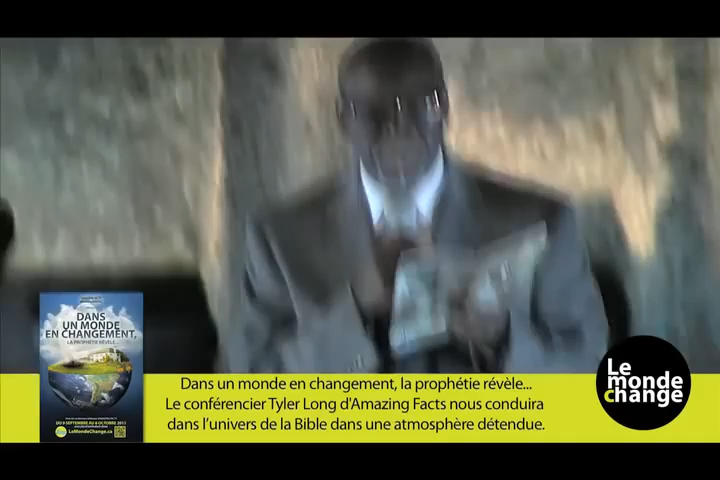 DANS
UN MONDE
EN CHANGEMENT,
LA PROPHÉTIE RÉVÈLE...
LeMondeChange.ca
Dans un monde en changement, la prophétie révèle...
Le conférencier Tyler Long d'Amazing Facts nous conduira
dans l'univers de la Bible dans une atmosphère détendue.
Le
monde
change